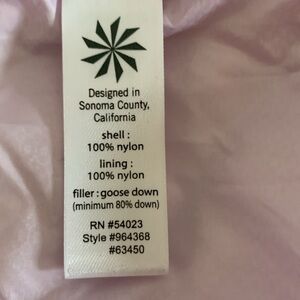 Designed in
Sonoma County,
California
shell :
100% nylon
lining :
100% nylon
filler : goose down
(minimum 80% down)
RN #54023
Style #964368
#63450